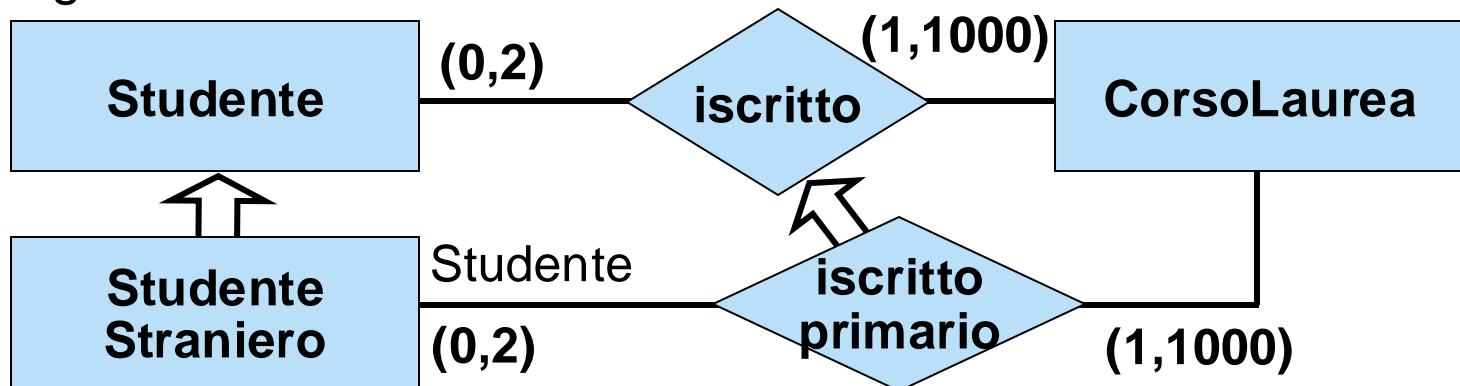 Studente
(0,2)
iscritto
(1,1000)
CorsoLaurea
Studente
Straniero
Studente
(0,2)
iscritto
primario
(1,1000)